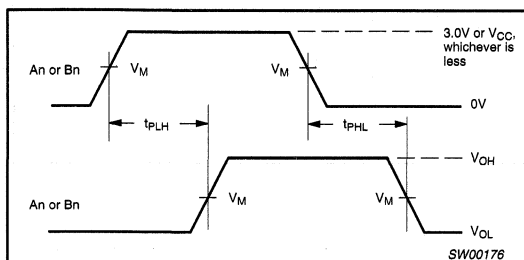 3.0V or VCC,
whichever is
less
An or Bn
VM
VM
0V
tPLH
tPHL
VOH
An or Bn
VM
VM
VOL
SW00176